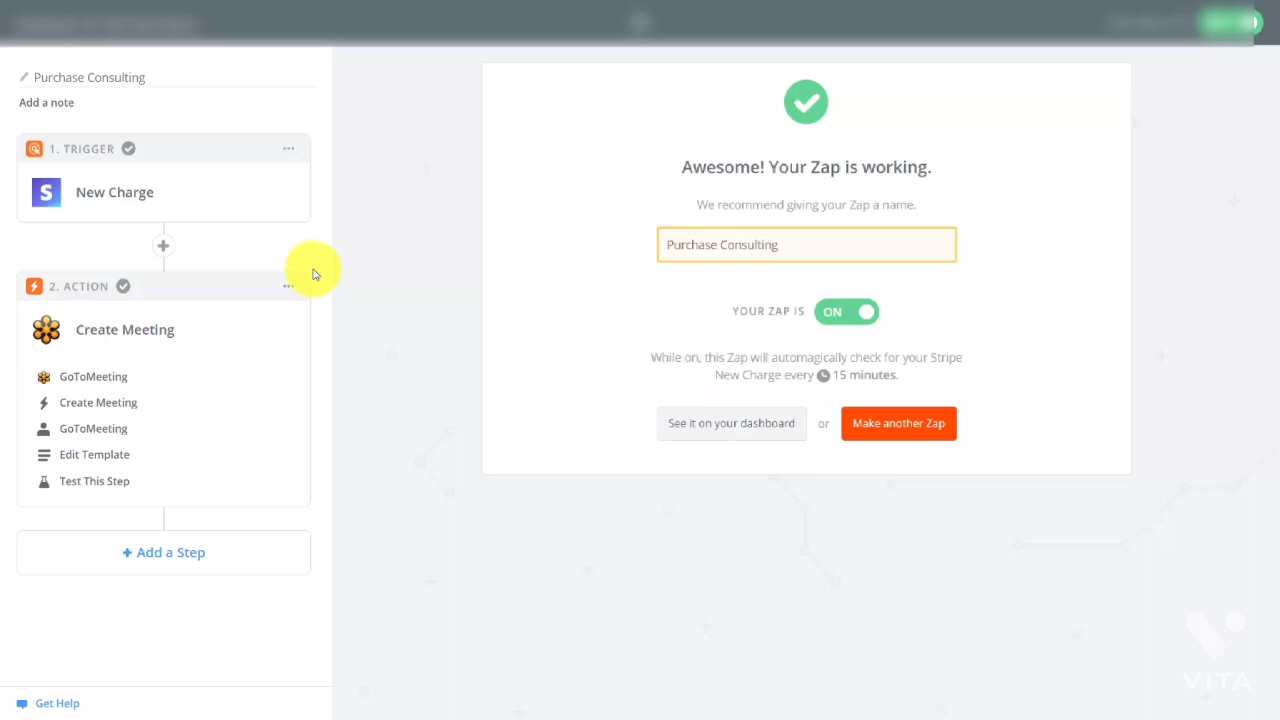 Purchase Consulting
Add a note
1. TRIGGER
S New Charge
2. ACTION
Create Meeting
GoToMeeting
Create Meeting
GoToMeeting
Edit Template
Test This Step
+ Add a Step
Get Help
Awesome! Your Zap is working.
We recommend giving your Zap a name.
Purchase Consulting
YOUR ZAP IS ON
While on, this Zap will automagically check for your Stripe
New Charge every 15 minutes.
See it on your dashboard or Make another Zap
VITA